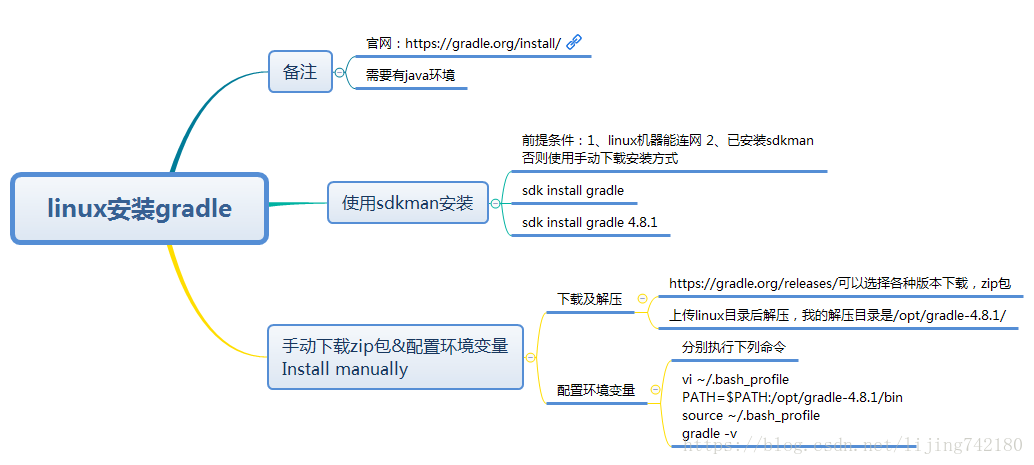 linux安装gradle
备注
官网：https://gradle.org/install/
需要有java环境
使用sdkman安装
前提条件：1、linux机器能连网 2、已安装sdkman
否则使用手动下载安装方式
sdk install gradle
sdk install gradle 4.8.1
手动下载zip包&配置环境变量
Install manually
下载及解压
https://gradle.org/releases/可以选择各种版本下载，zip包
上传linux目录后解压，我的解压目录是/opt/gradle-4.8.1/
配置环境变量
分别执行下列命令
vi ~/.bash_profile
PATH=$PATH:/opt/gradle-4.8.1/bin
source ~/.bash_profile
gradle -v
https://blog.csdn.net/lijing742180